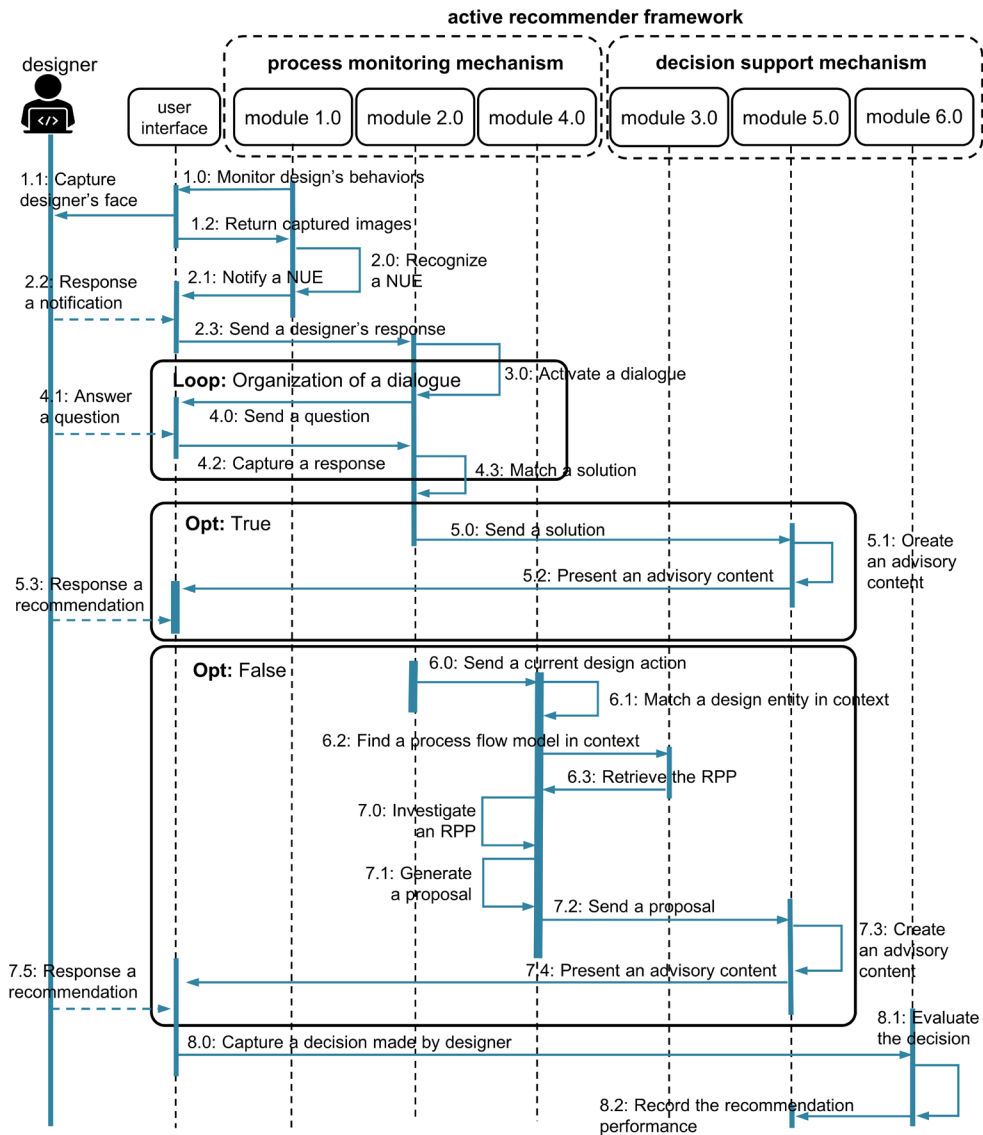 active recommender framework
designer
process monitoring mechanism
decision support mechanism
</>
user
interface
module 1.0
module 2.0
module 4.0
module 3.0
module 5.0
module 6.0
1.1: Capture
designer's face
1.0: Monitor design's behaviors
1.2: Return captured images
2.0: Recognize
a NUE
2.1: Notify a NUE
2.2: Response
a notification
2.3: Send a designer's response
3.0: Activate a dialogue
Loop: Organization of a dialogue
4.1: Answer
a question
4.0: Send a question
4.2: Capture a response
4.3: Match a solution
Opt: True
5.0: Send a solution
5.1: Oreate
an advisory
content
5.2: Present an advisory content
5.3: Response a
recommendation
Opt: False
6.0: Send a current design action
6.1: Match a design entity in context
6.2: Find a process flow model in context
6.3: Retrieve the RPP
7.0: Investigate
an RPP
7.1: Generate
a proposal
7.2: Send a proposal
7.3: Create
an advisory
content
7.4: Present an advisory content
7.5: Response a
recommendation
8.1: Evaluate
the decision
8.0: Capture a decision made by designer
8.2: Record the recommendation
performance